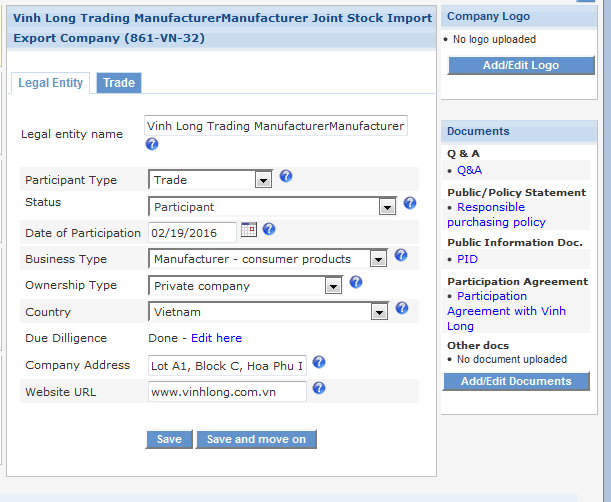 Vinh Long Trading ManufacturerManufacturer Joint Stock Import
Export Company (861-VN-32)
Legal Entity
Trade
Legal entity name
Vinh Long Trading ManufacturerManufacturer
Participant Type
Trade
Status
Participant
Date of Participation
02/19/2016
Business Type
Manufacturer - consumer products
Ownership Type
Private company
Country
Vietnam
Due Dilligence
Done - Edit here
Company Address
Lot A1, Block C, Hoa Phu I
Website URL
www.vinhlong.com.vn
Save
Save and move on
Company Logo
• No logo uploaded
Add/Edit Logo
Documents
Q & A
• Q&A
Public/Policy Statement
• Responsible
purchasing policy
Public Information Doc.
• PID
Participation Agreement
• Participation
Agreement with Vinh
Long
Other docs
• No document uploaded
Add/Edit Documents